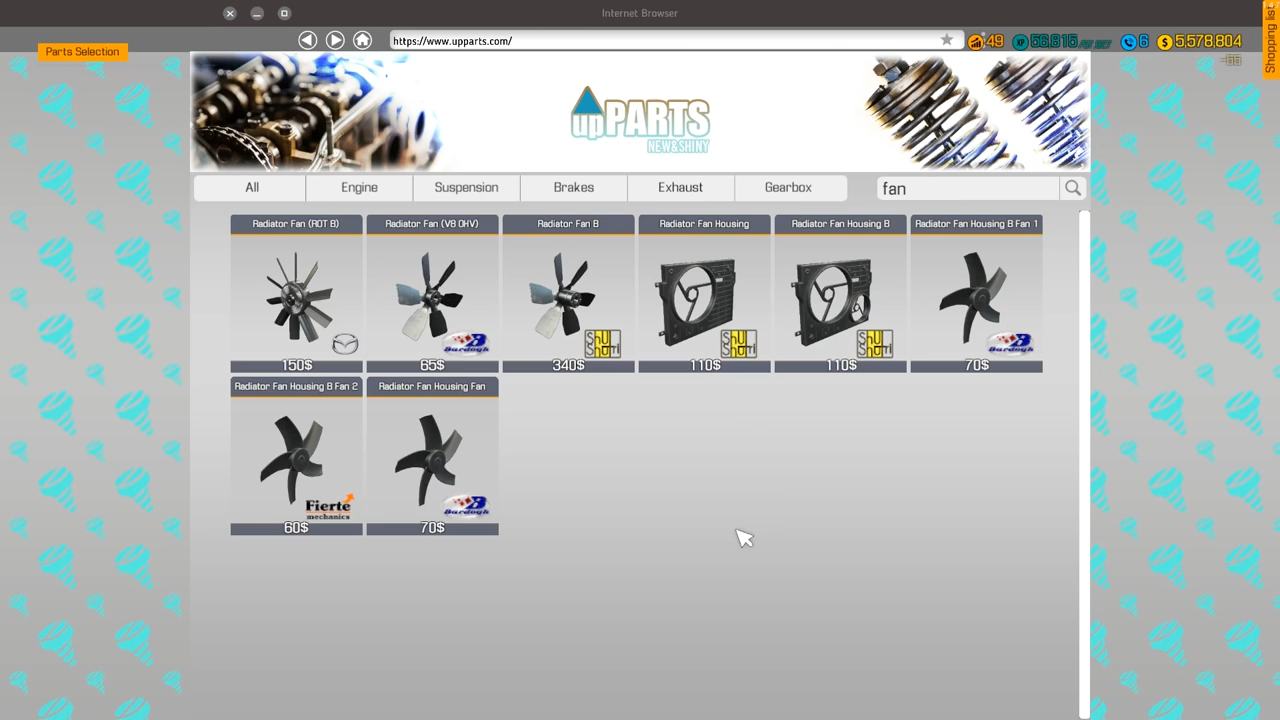 Internet Browser
Parts Selection
https://www.upparts.com/
49
6
5,578,804
Shopping list
upPARTS
NEW&SHINY
All
Engine
Suspension
Brakes
Exhaust
Gearbox
fan
Radiator Fan (ROT B)
Radiator Fan (V8 OHV)
Radiator Fan B
Radiator Fan Housing
Radiator Fan Housing B
Radiator Fan Housing B Fan 1
150$
65$
340$
110$
110$
70$
Radiator Fan Housing B Fan 2
Radiator Fan Housing Fan
Fierte
mechanics
60$
70$